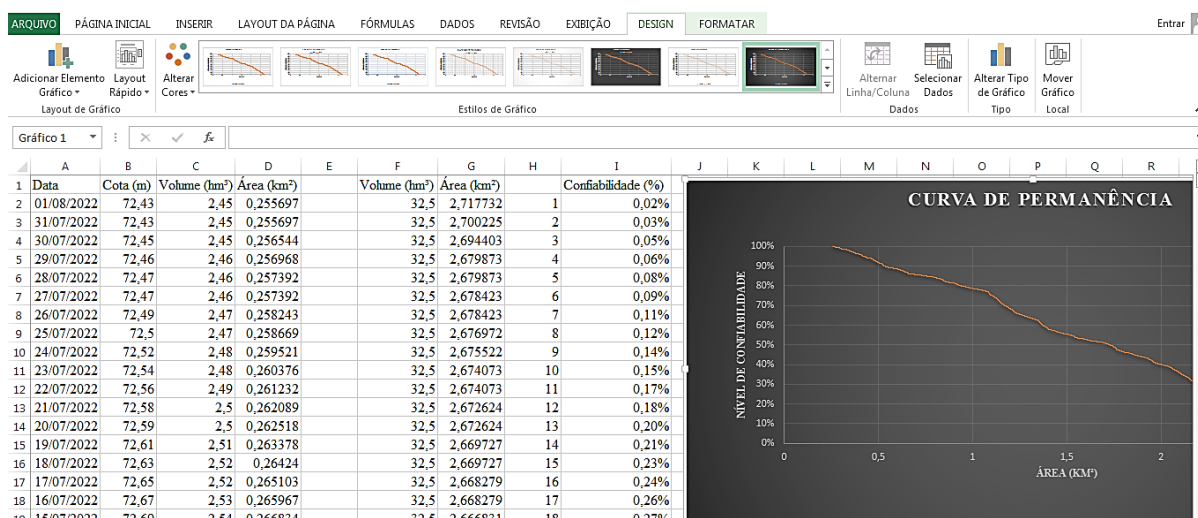 ARQUIVO PÁGINA INICIAL INSERIR LAYOUT DA PÁGINA FÓRMULAS DADOS REVISÃO EXIBIÇÃO DESIGN FORMATAR Entrar
Adicionar Elemento Gráfico Layout Rápido Alterar Cores Alternar Linha/Coluna Selecionar Dados Alterar Tipo de Gráfico Mover Gráfico
Layout de Gráfico Estilos de Gráfico Dados Tipo Local
Gráfico 1 fx
A B C D E F G H I J K L M N O P Q R
1 Data Cota (m) Volume (hm³) Área (km²) Volume (hm³) Área (km²) Confiabilidade (%)
2 01/08/2022 72,43 2,45 0,255697 32,5 2,717732 1 0,02%
3 31/07/2022 72,43 2,45 0,255697 32,5 2,700225 2 0,03%
4 30/07/2022 72,45 2,45 0,256544 32,5 2,694403 3 0,05%
5 29/07/2022 72,46 2,46 0,256968 32,5 2,679873 4 0,06%
6 28/07/2022 72,47 2,46 0,257392 32,5 2,679873 5 0,08%
7 27/07/2022 72,47 2,46 0,257392 32,5 2,678423 6 0,09%
8 26/07/2022 72,49 2,47 0,258243 32,5 2,678423 7 0,11%
9 25/07/2022 72,5 2,47 0,258669 32,5 2,676972 8 0,12%
10 24/07/2022 72,52 2,48 0,259521 32,5 2,675522 9 0,14%
11 23/07/2022 72,54 2,48 0,260376 32,5 2,674073 10 0,15%
12 22/07/2022 72,56 2,49 0,261232 32,5 2,674073 11 0,17%
13 21/07/2022 72,58 2,5 0,262089 32,5 2,672624 12 0,18%
14 20/07/2022 72,59 2,5 0,262518 32,5 2,672624 13 0,20%
15 19/07/2022 72,61 2,51 0,263378 32,5 2,669727 14 0,21%
16 18/07/2022 72,63 2,52 0,26424 32,5 2,669727 15 0,23%
17 17/07/2022 72,65 2,52 0,265103 32,5 2,668279 16 0,24%
18 16/07/2022 72,67 2,53 0,265967 32,5 2,668279 17 0,26%
19 15/07/2022 72,69 2,54 0,266834 32,5 2,666831 18 0,27%
CURVA DE PERMANÊNCIA
NÍVEL DE CONFIABILIDADE
100%
90%
80%
70%
60%
50%
40%
30%
20%
10%
0%
0 0,5 1 1,5 2
ÁREA (KM²)